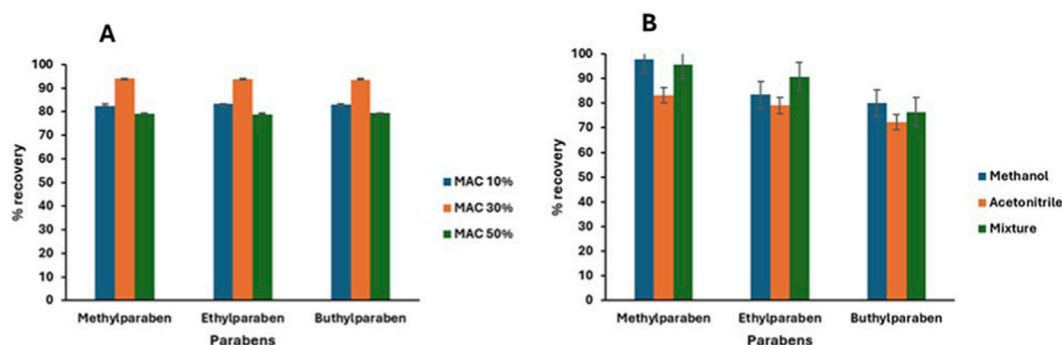 A
100
90
80
70
60
50
40
30
20
10
0
% recovery
Methylparaben Ethylparaben Buthylparaben
Parabens
MAC 10%
MAC 30%
MAC 50%
B
100
90
80
70
60
50
40
30
20
10
0
% recovery
Methylparaben Ethylparaben Buthylparaben
Parabens
Methanol
Acetonitrile
Mixture